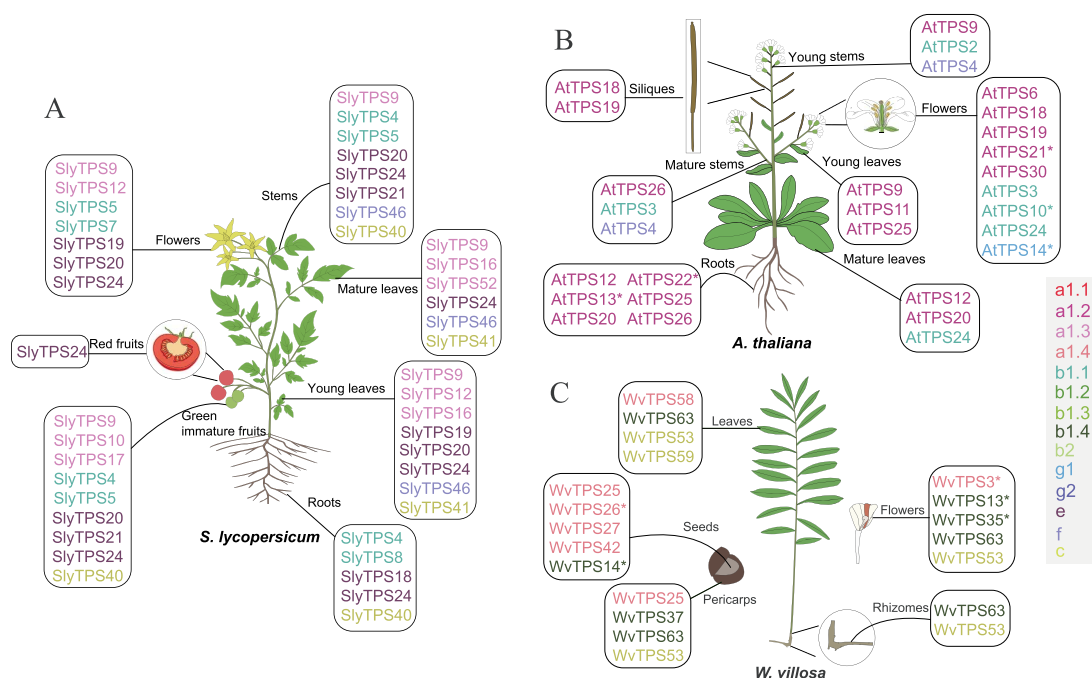 A
SlyTPS9
SlyTPS4
SlyTPS5
SlyTPS20
SlyTPS24
SlyTPS21
SlyTPS46
SlyTPS40
Stems
SlyTPS9
SlyTPS12
SlyTPS5
SlyTPS7
SlyTPS19
SlyTPS20
SlyTPS24
Flowers
SlyTPS9
SlyTPS16
SlyTPS52
SlyTPS24
SlyTPS46
SlyTPS41
Mature leaves
SlyTPS24
Red fruits
SlyTPS9
SlyTPS12
SlyTPS16
SlyTPS19
SlyTPS20
SlyTPS24
SlyTPS46
SlyTPS41
Young leaves
SlyTPS9
SlyTPS10
SlyTPS17
SlyTPS4
SlyTPS5
SlyTPS20
SlyTPS21
SlyTPS24
SlyTPS40
Green
immature fruits
Roots
SlyTPS4
SlyTPS8
SlyTPS18
SlyTPS24
SlyTPS40
S. lycopersicum
B
AtTPS9
AtTPS2
AtTPS4
Young stems
AtTPS18
AtTPS19
Siliques
Flowers
AtTPS6
AtTPS18
AtTPS19
AtTPS21*
AtTPS30
AtTPS3
AtTPS10*
AtTPS24
AtTPS14*
Mature stems
AtTPS26
AtTPS3
AtTPS4
Young leaves
AtTPS9
AtTPS11
AtTPS25
Roots
AtTPS12 AtTPS22*
AtTPS13* AtTPS25
AtTPS20 AtTPS26
Mature leaves
AtTPS12
AtTPS20
AtTPS24
A. thaliana
C
WvTPS58
WvTPS63
WvTPS53
WvTPS59
Leaves
WvTPS25
WvTPS26*
WvTPS27
WvTPS42
WvTPS14*
Seeds
WvTPS25
WvTPS37
WvTPS63
WvTPS53
Pericarps
Flowers
WvTPS3*
WvTPS13*
WvTPS35*
WvTPS63
WvTPS53
Rhizomes
WvTPS63
WvTPS53
W. villosa
a1.1
a1.2
a1.3
a1.4
b1.1
b1.2
b1.3
b1.4
b2
g1
g2
e
f
c